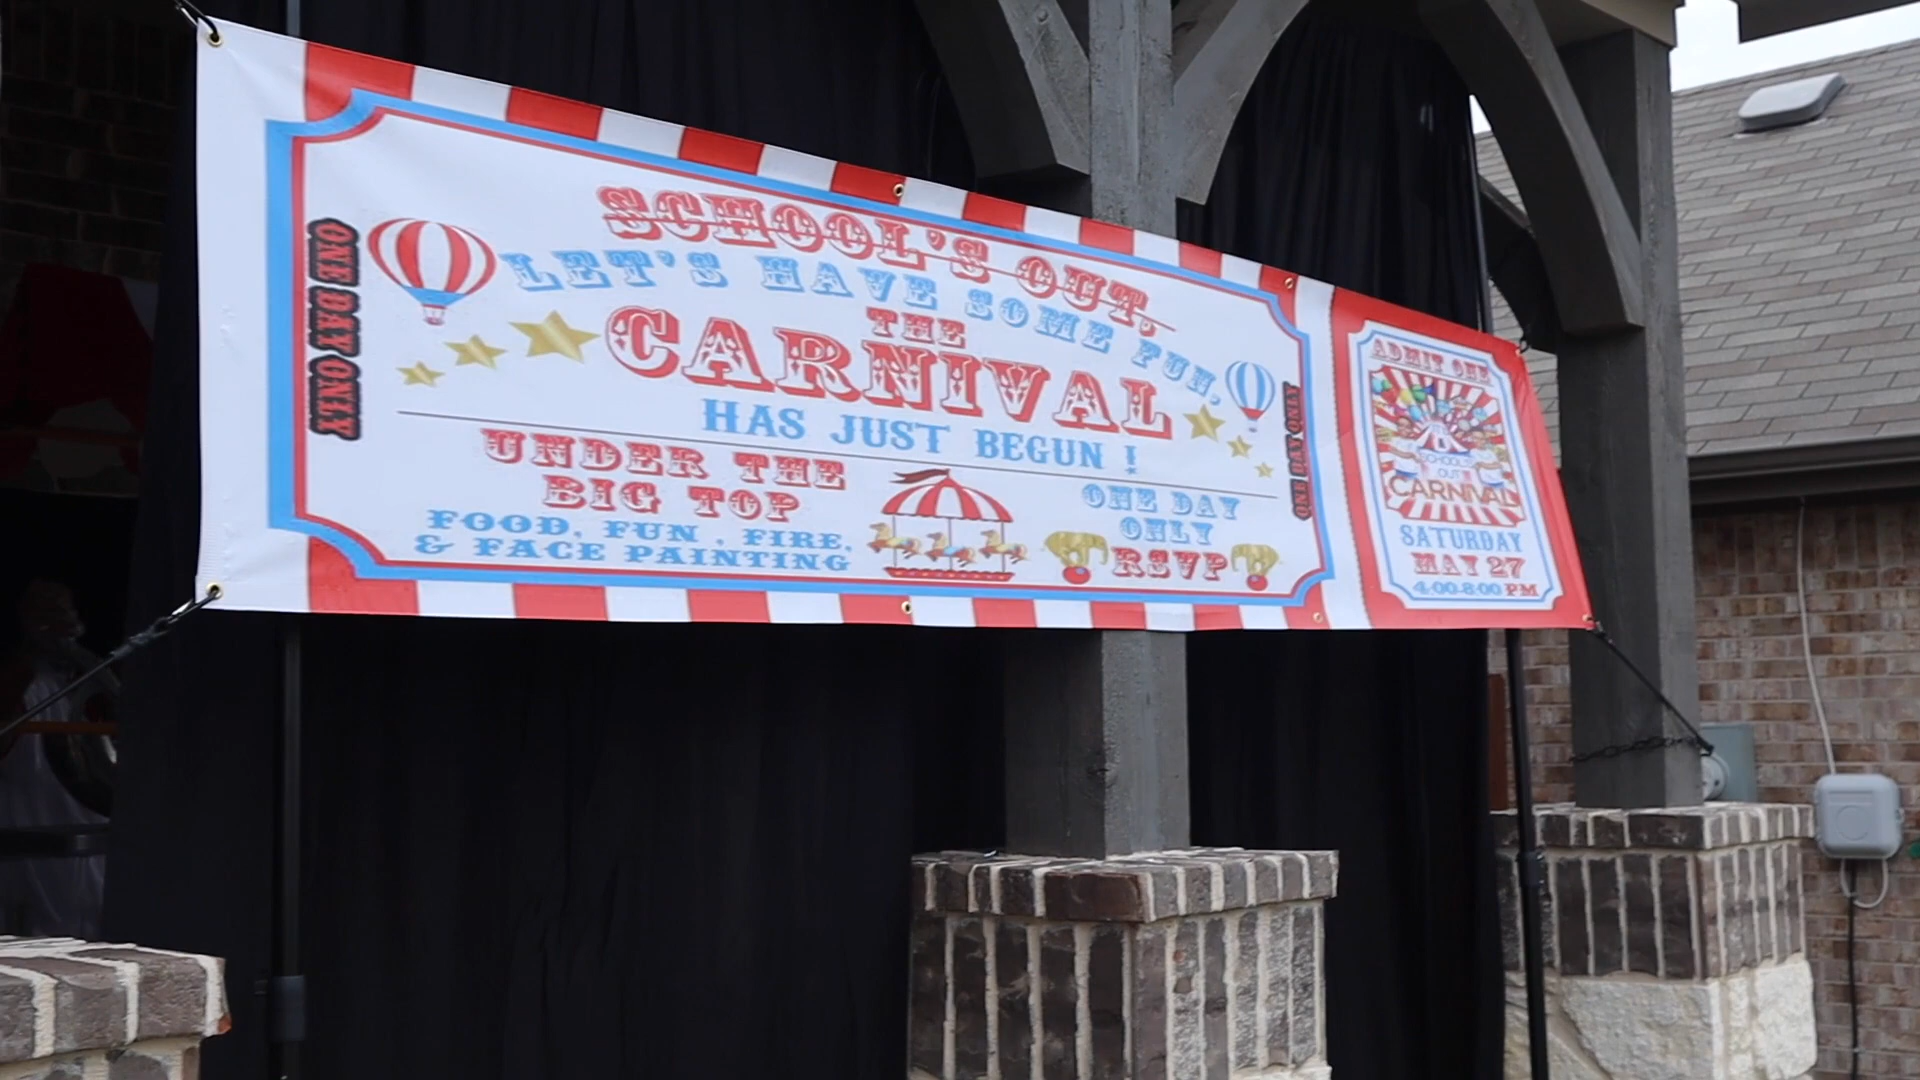 SCHOOL'S OUT.
LET'S HAVE SOME FUN,
THE
CARNIVAL
HAS JUST BEGUN !
ONE DAY ONLY
ONE DAY ONLY
UNDER THE
BIG TOP
FOOD, FUN , FIRE,
& FACE PAINTING
ONE DAY
ONLY
RSVP
ADMIT ONE
SCHOOL'S
OUT
CARNIVAL
SATURDAY
MAY 27
4:00-8:00 PM